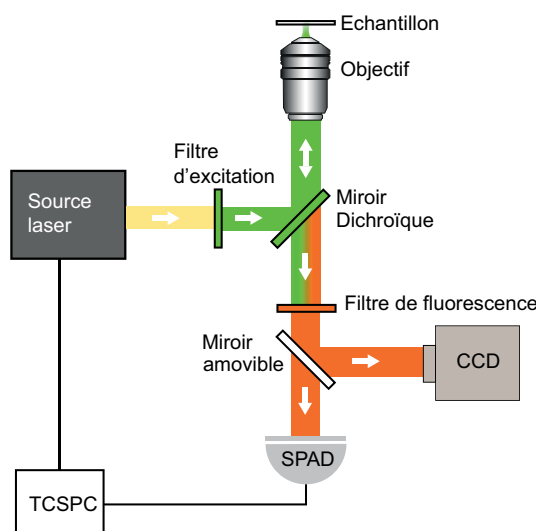 Echantillon
Objectif
Filtre
d'excitation
Source
laser
Miroir
Dichroïque
Filtre de fluorescence
Miroir
amovible
CCD
SPAD
TCSPC